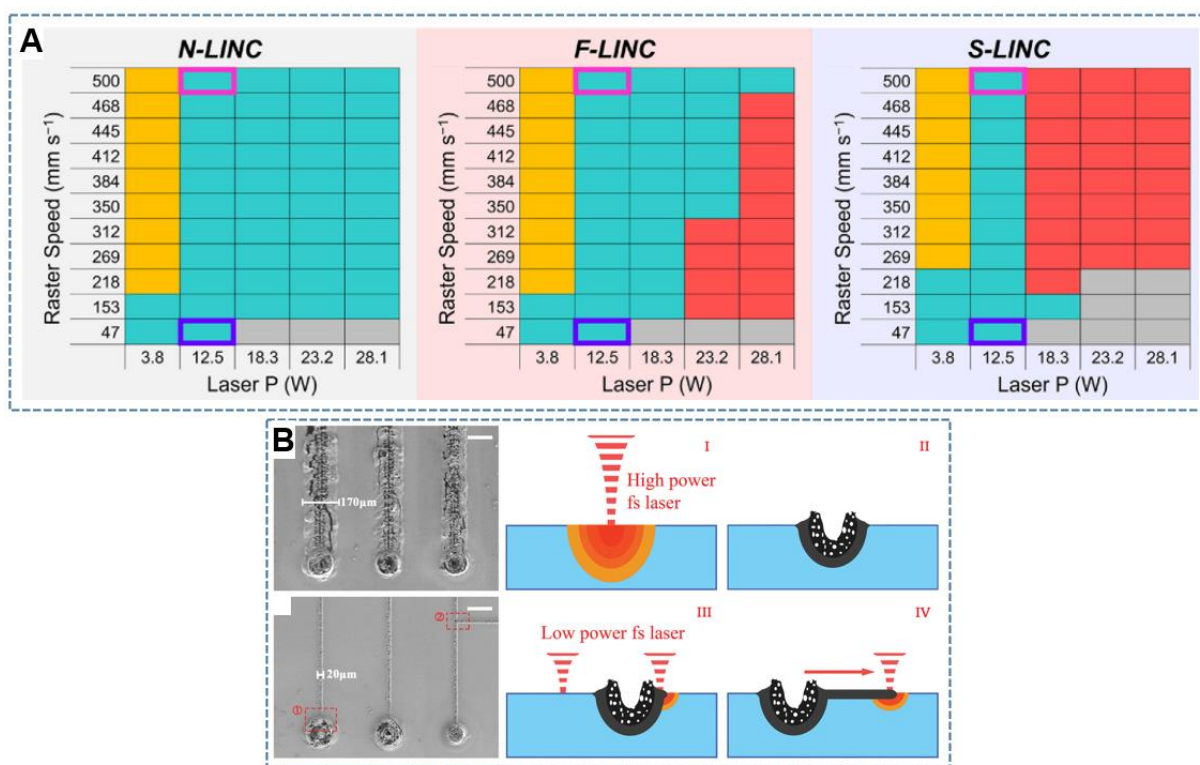 A
N-LINC
Raster Speed (mm s⁻¹)
500
468
445
412
384
350
312
269
218
153
47
3.8 12.5 18.3 23.2 28.1
Laser P (W)
F-LINC
Raster Speed (mm s⁻¹)
500
468
445
412
384
350
312
269
218
153
47
3.8 12.5 18.3 23.2 28.1
Laser P (W)
S-LINC
Raster Speed (mm s⁻¹)
500
468
445
412
384
350
312
269
218
153
47
3.8 12.5 18.3 23.2 28.1
Laser P (W)
B
170μm
I
High power
fs laser
II
②
20μm
①
III
Low power fs laser
IV